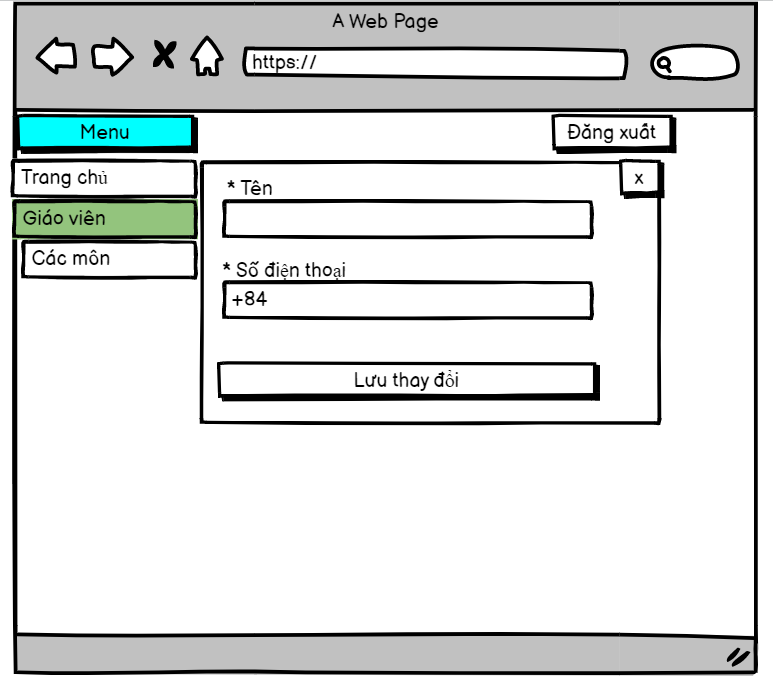 A Web Page
https://
Menu
Đăng xuất
Trang chủ
x
* Tên
Giáo viên
Các môn
* Số điện thoại
+84
Lưu thay đổi